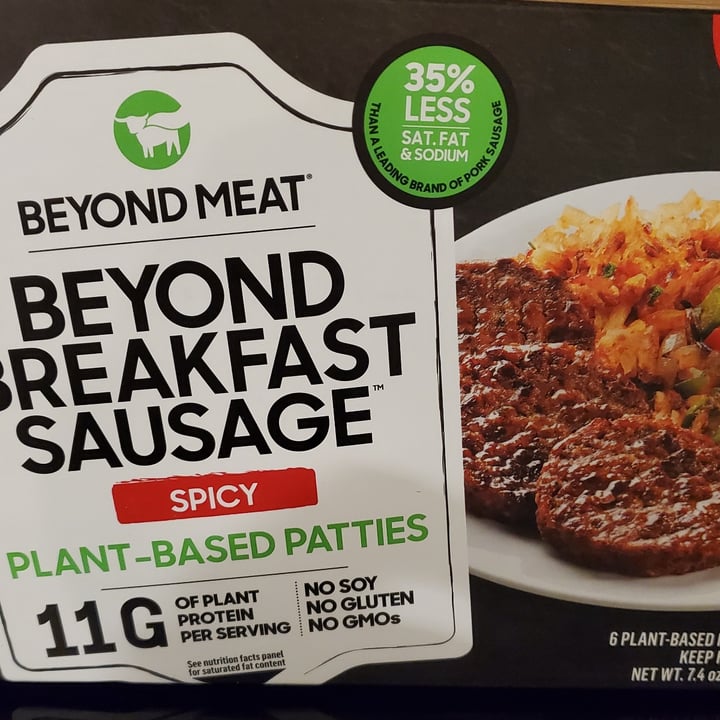 35%
LESS
SAT. FAT
& SODIUM
THAN A LEADING BRAND OF PORK SAUSAGE
BEYOND MEAT®
BEYOND
BREAKFAST
SAUSAGE™
SPICY
PLANT-BASED PATTIES
11G
OF PLANT
PROTEIN
PER SERVING
NO SOY
NO GLUTEN
NO GMOs
See nutrition facts panel
for saturated fat content
6 PLANT-BASED
KEEP
NET WT. 7.4 oz